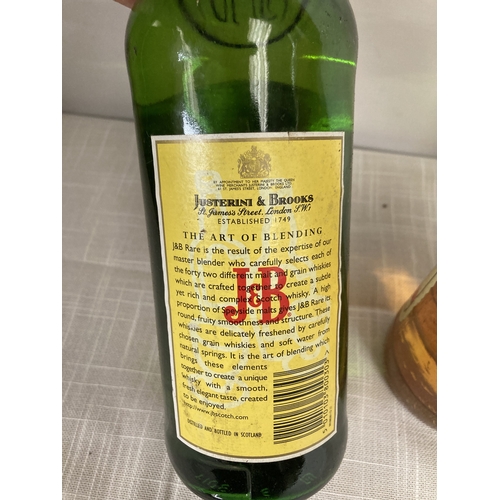 BY APPOINTMENT TO HER MAJESTY THE QUEEN
WINE MERCHANTS JUSTERINI & BROOKS LTD.
61 ST. JAMES'S STREET, LONDON, ENGLAND
JUSTERINI & BROOKS
St. James's Street, London S.W.1
ESTABLISHED 1749
THE ART OF BLENDING
J&B Rare is the result of the expertise of our
master blender who carefully selects each of
the forty two different malt and grain whiskies
which are crafted together to create a subtle
yet rich and complex Scotch whisky. A high
proportion of Speyside malts gives J&B Rare its
round, fruity smoothness and structure. These
whiskies are delicately freshened by carefully
chosen grain whiskies and soft water from
natural springs. It is the art of blending which
brings these elements
together to create a unique
whisky with a smooth,
fresh elegant taste, created
to be enjoyed.
http://www.jbscotch.com
DISTILLED AND BOTTLED IN SCOTLAND
J&B